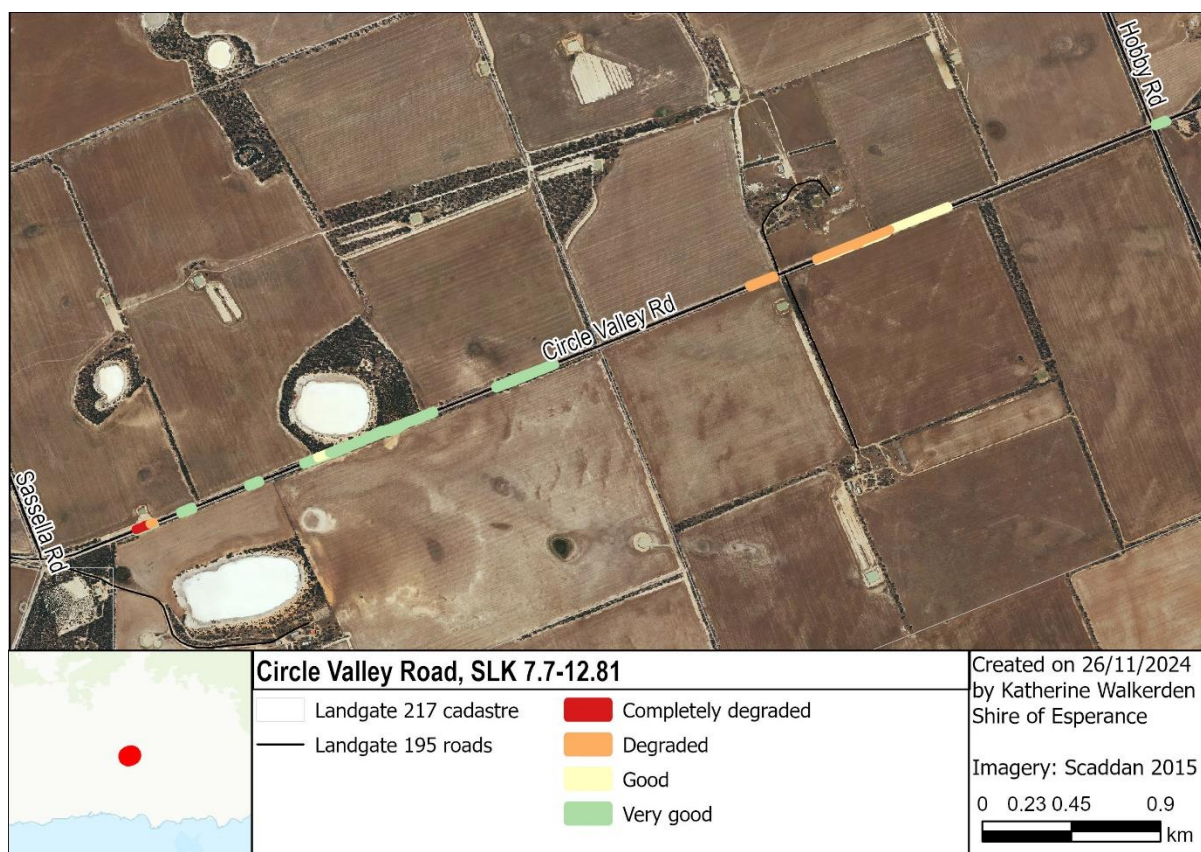 Hobby Rd
Circle Valley Rd
Sassella Rd
Circle Valley Road, SLK 7.7-12.81
Landgate 217 cadastre
Landgate 195 roads
Completely degraded
Degraded
Good
Very good
Created on 26/11/2024
by Katherine Walkerden
Shire of Esperance
Imagery: Scaddan 2015
0 0.23 0.45 0.9
km